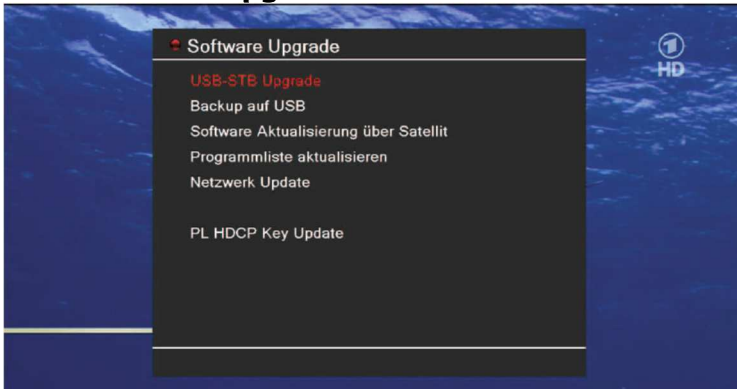 Software Upgrade
1
HD
USB-STB Upgrade
Backup auf USB
Software Aktualisierung über Satellit
Programmliste aktualisieren
Netzwerk Update
PL HDCP Key Update